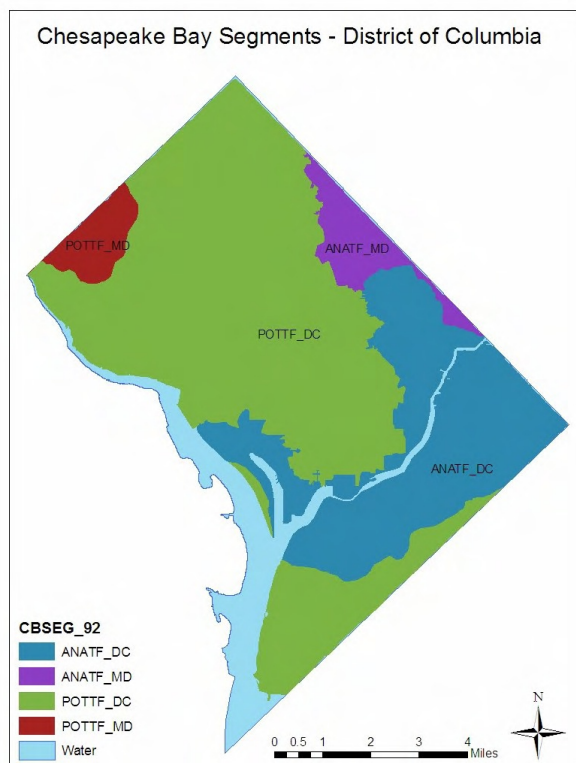 Chesapeake Bay Segments - District of Columbia
POTTF_MD
ANATF_MD
POTTF_DC
ANATF_DC
CBSEG_92
ANATF_DC
ANATF_MD
POTTF_DC
POTTF_MD
Water
N
0 0.5 1 2 3 4
Miles